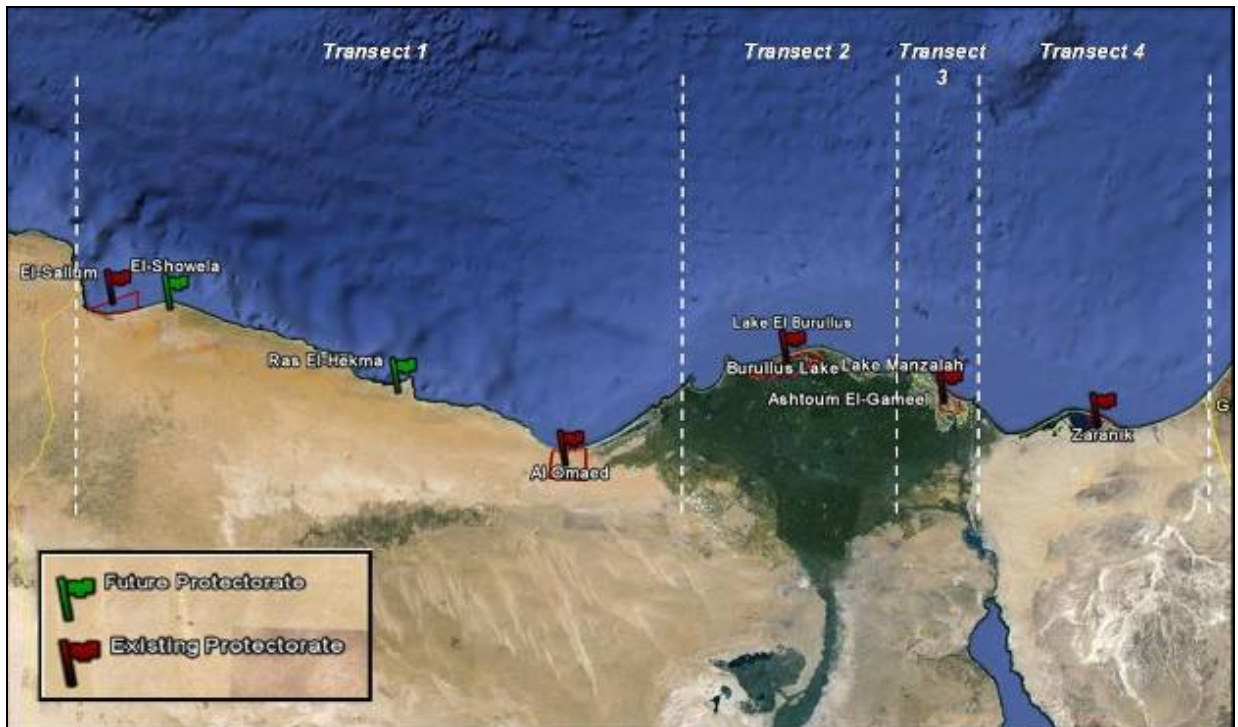 Transect 1
Transect 2
Transect
3
Transect 4
El-Sallum
El-Showela
Ras El-Hekma
Al Omaed
Lake El Burullus
Burullus Lake
Lake Manzalah
Ashtoum El-Gameel
Zaranik
G
Future Protectorate
Existing Protectorate